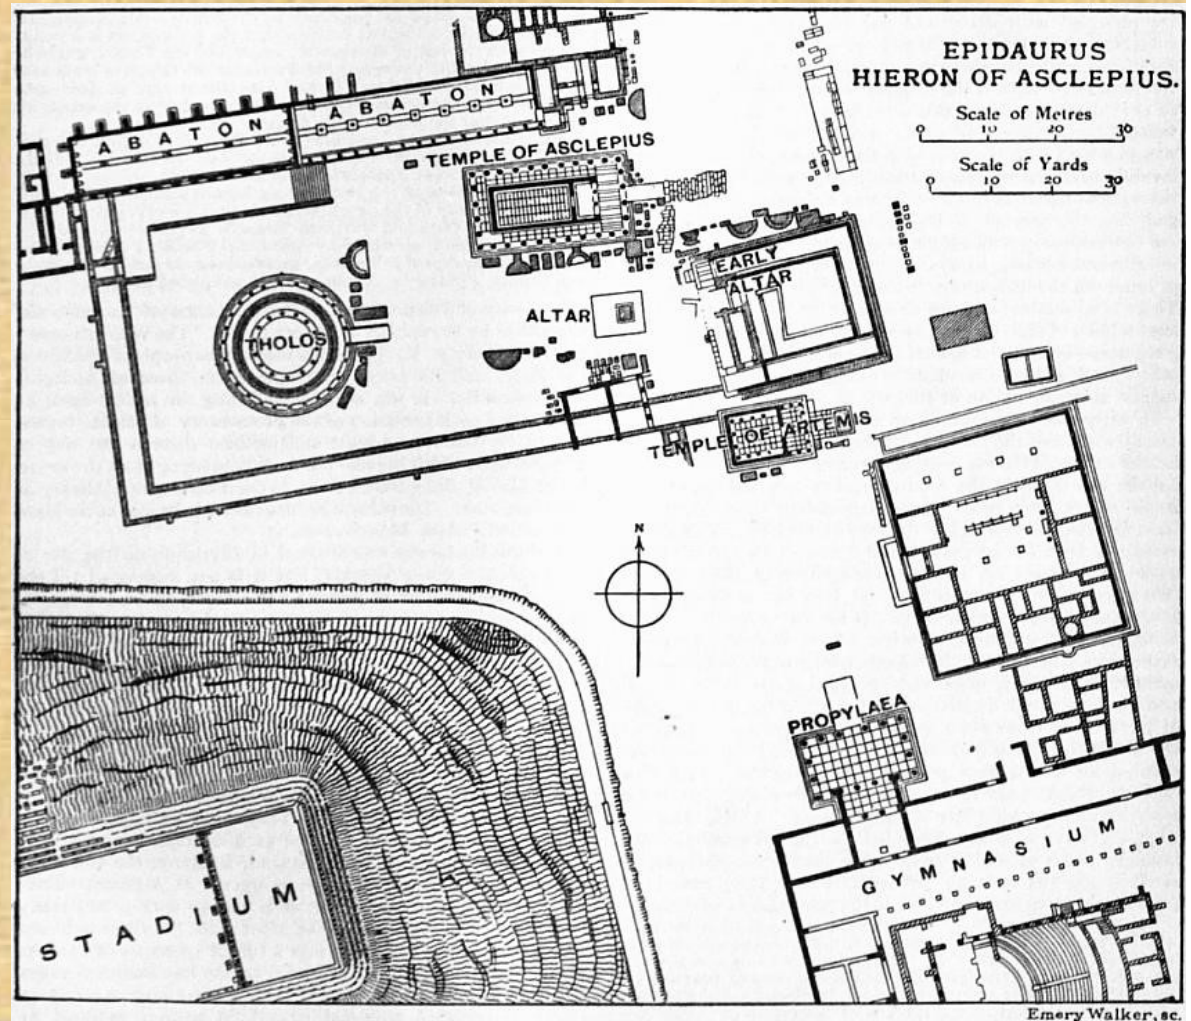 EPIDAURUS
HIERON OF ASCLEPIUS.
Scale of Metres
0 10 20 30
Scale of Yards
0 10 20 30
ABATON
ABATON
TEMPLE OF ASCLEPIUS
EARLY
ALTAR
ALTAR
THOLOS
TEMPLE OF ARTEMIS
N
PROPYLAEA
GYMNASIUM
STADIUM
Emery Walker, sc.